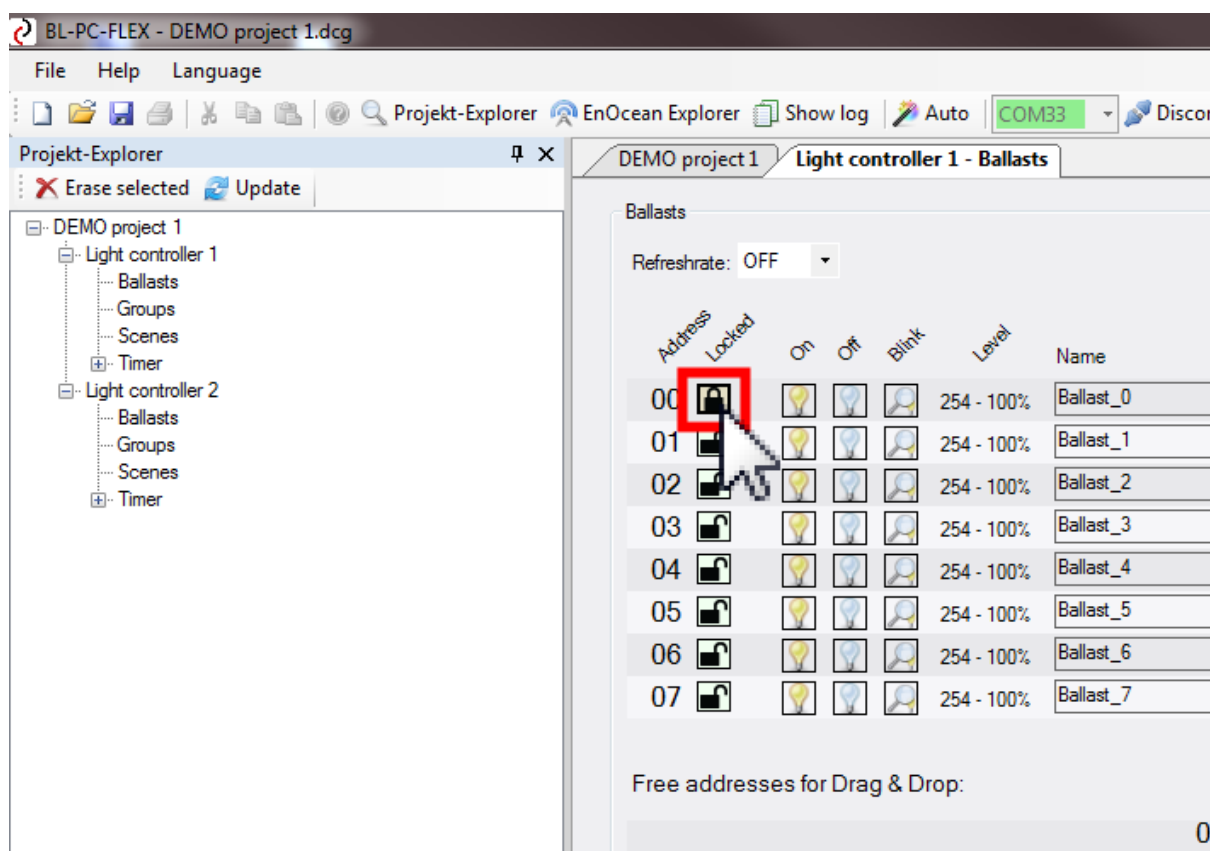 BL-PC-FLEX - DEMO project 1.dcg
File Help Language
Projekt-Explorer EnOcean Explorer Show log Auto COM33 Discor
Projekt-Explorer
Erase selected Update
DEMO project 1
Light controller 1
Ballasts
Groups
Scenes
Timer
Light controller 2
Ballasts
Groups
Scenes
Timer
DEMO project 1 Light controller 1 - Ballasts
Ballasts
Refreshrate: OFF
Address Locked On Off Blink Level Name
00 254 - 100% Ballast_0
01 254 - 100% Ballast_1
02 254 - 100% Ballast_2
03 254 - 100% Ballast_3
04 254 - 100% Ballast_4
05 254 - 100% Ballast_5
06 254 - 100% Ballast_6
07 254 - 100% Ballast_7
Free addresses for Drag & Drop:
0